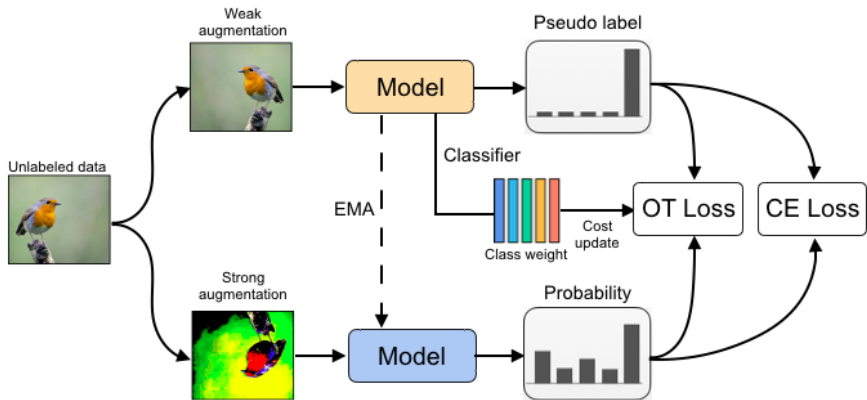 Weak
augmentation
Pseudo label
Model
Unlabeled data
Classifier
EMA
OT Loss
CE Loss
Cost
update
Class weight
Strong
augmentation
Probability
Model